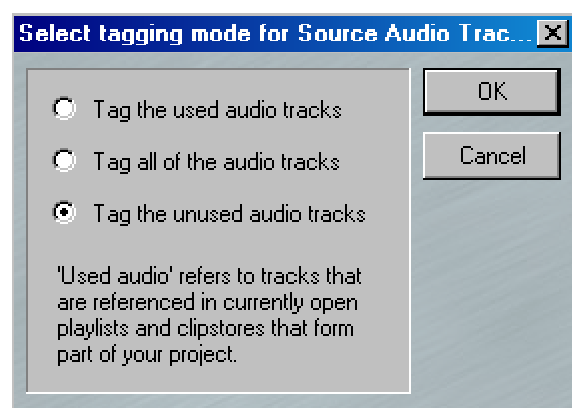 Select tagging mode for Source Audio Trac...
OK
Tag the used audio tracks
Cancel
Tag all of the audio tracks
Tag the unused audio tracks
'Used audio' refers to tracks that
are referenced in currently open
playlists and clipstores that form
part of your project.